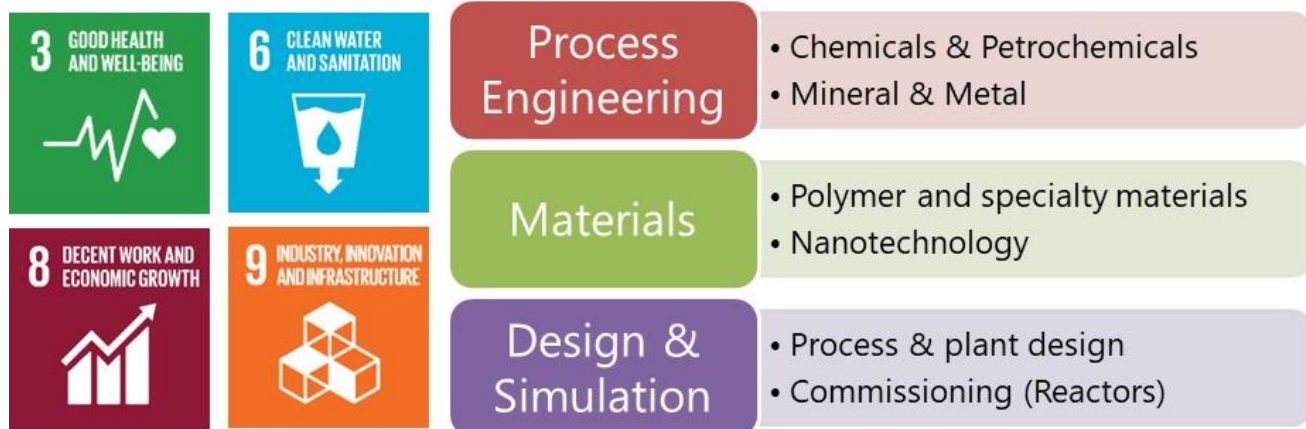 3 GOOD HEALTH
AND WELL-BEING
6 CLEAN WATER
AND SANITATION
8 DECENT WORK AND
ECONOMIC GROWTH
9 INDUSTRY, INNOVATION
AND INFRASTRUCTURE
Process
Engineering
• Chemicals & Petrochemicals
• Mineral & Metal
Materials
• Polymer and specialty materials
• Nanotechnology
Design &
Simulation
• Process & plant design
• Commissioning (Reactors)